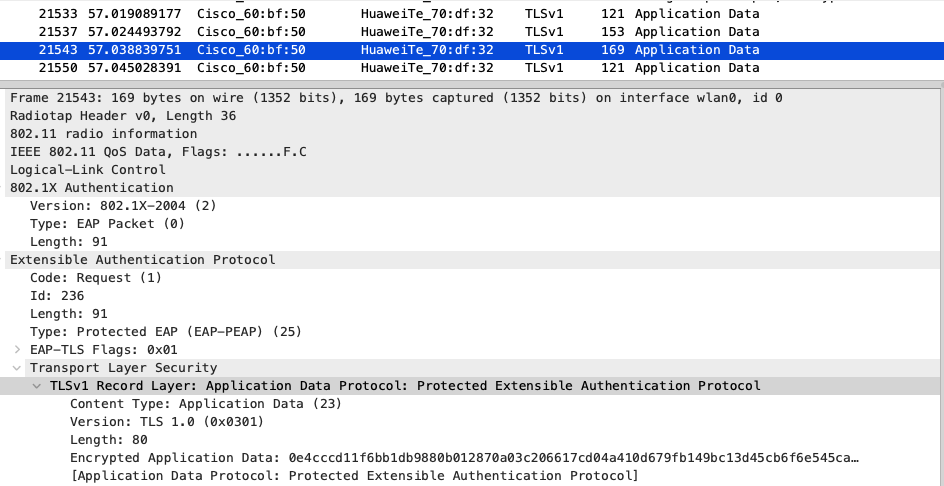 21533 57.019089177 Cisco_60:bf:50 HuaweiTe_70:df:32 TLSv1 121 Application Data
21537 57.024493792 Cisco_60:bf:50 HuaweiTe_70:df:32 TLSv1 153 Application Data
21543 57.038839751 Cisco_60:bf:50 HuaweiTe_70:df:32 TLSv1 169 Application Data
21550 57.045028391 Cisco_60:bf:50 HuaweiTe_70:df:32 TLSv1 121 Application Data
Frame 21543: 169 bytes on wire (1352 bits), 169 bytes captured (1352 bits) on interface wlan0, id 0
Radiotap Header v0, Length 36
802.11 radio information
IEEE 802.11 QoS Data, Flags: ......F.C
Logical-Link Control
802.1X Authentication
Version: 802.1X-2004 (2)
Type: EAP Packet (0)
Length: 91
Extensible Authentication Protocol
Code: Request (1)
Id: 236
Length: 91
Type: Protected EAP (EAP-PEAP) (25)
EAP-TLS Flags: 0x01
Transport Layer Security
TLSv1 Record Layer: Application Data Protocol: Protected Extensible Authentication Protocol
Content Type: Application Data (23)
Version: TLS 1.0 (0x0301)
Length: 80
Encrypted Application Data: 0e4cccd11f6bb1db9880b012870a03c206617cd04a410d679fb149bc13d45cb6f6e545ca…
[Application Data Protocol: Protected Extensible Authentication Protocol]